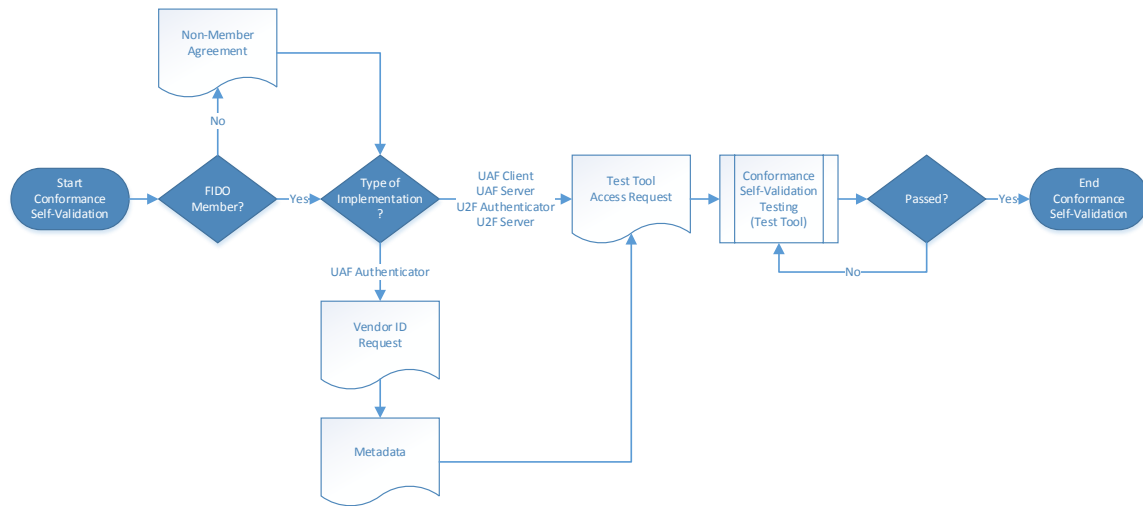 Non-Member
Agreement
No
Start
Conformance
Self-Validation
FIDO
Member?
Yes
Type of
Implementation
?
UAF Client
UAF Server
U2F Authenticator
U2F Server
Test Tool
Access Request
Conformance
Self-Validation
Testing
(Test Tool)
Passed?
Yes
End
Conformance
Self-Validation
No
UAF Authenticator
Vendor ID
Request
Metadata